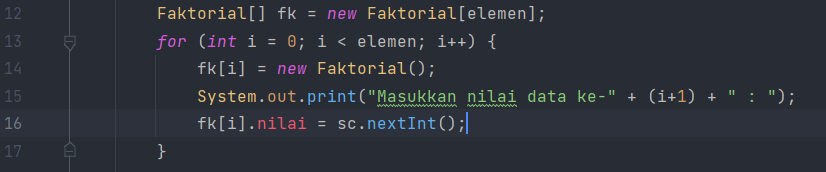 12 Faktorial[] fk = new Faktorial[elemen];
13 for (int i = 0; i < elemen; i++) {
14 fk[i] = new Faktorial();
15 System.out.print("Masukkan nilai data ke-" + (i+1) + " : ");
16 fk[i].nilai = sc.nextInt();
17 }